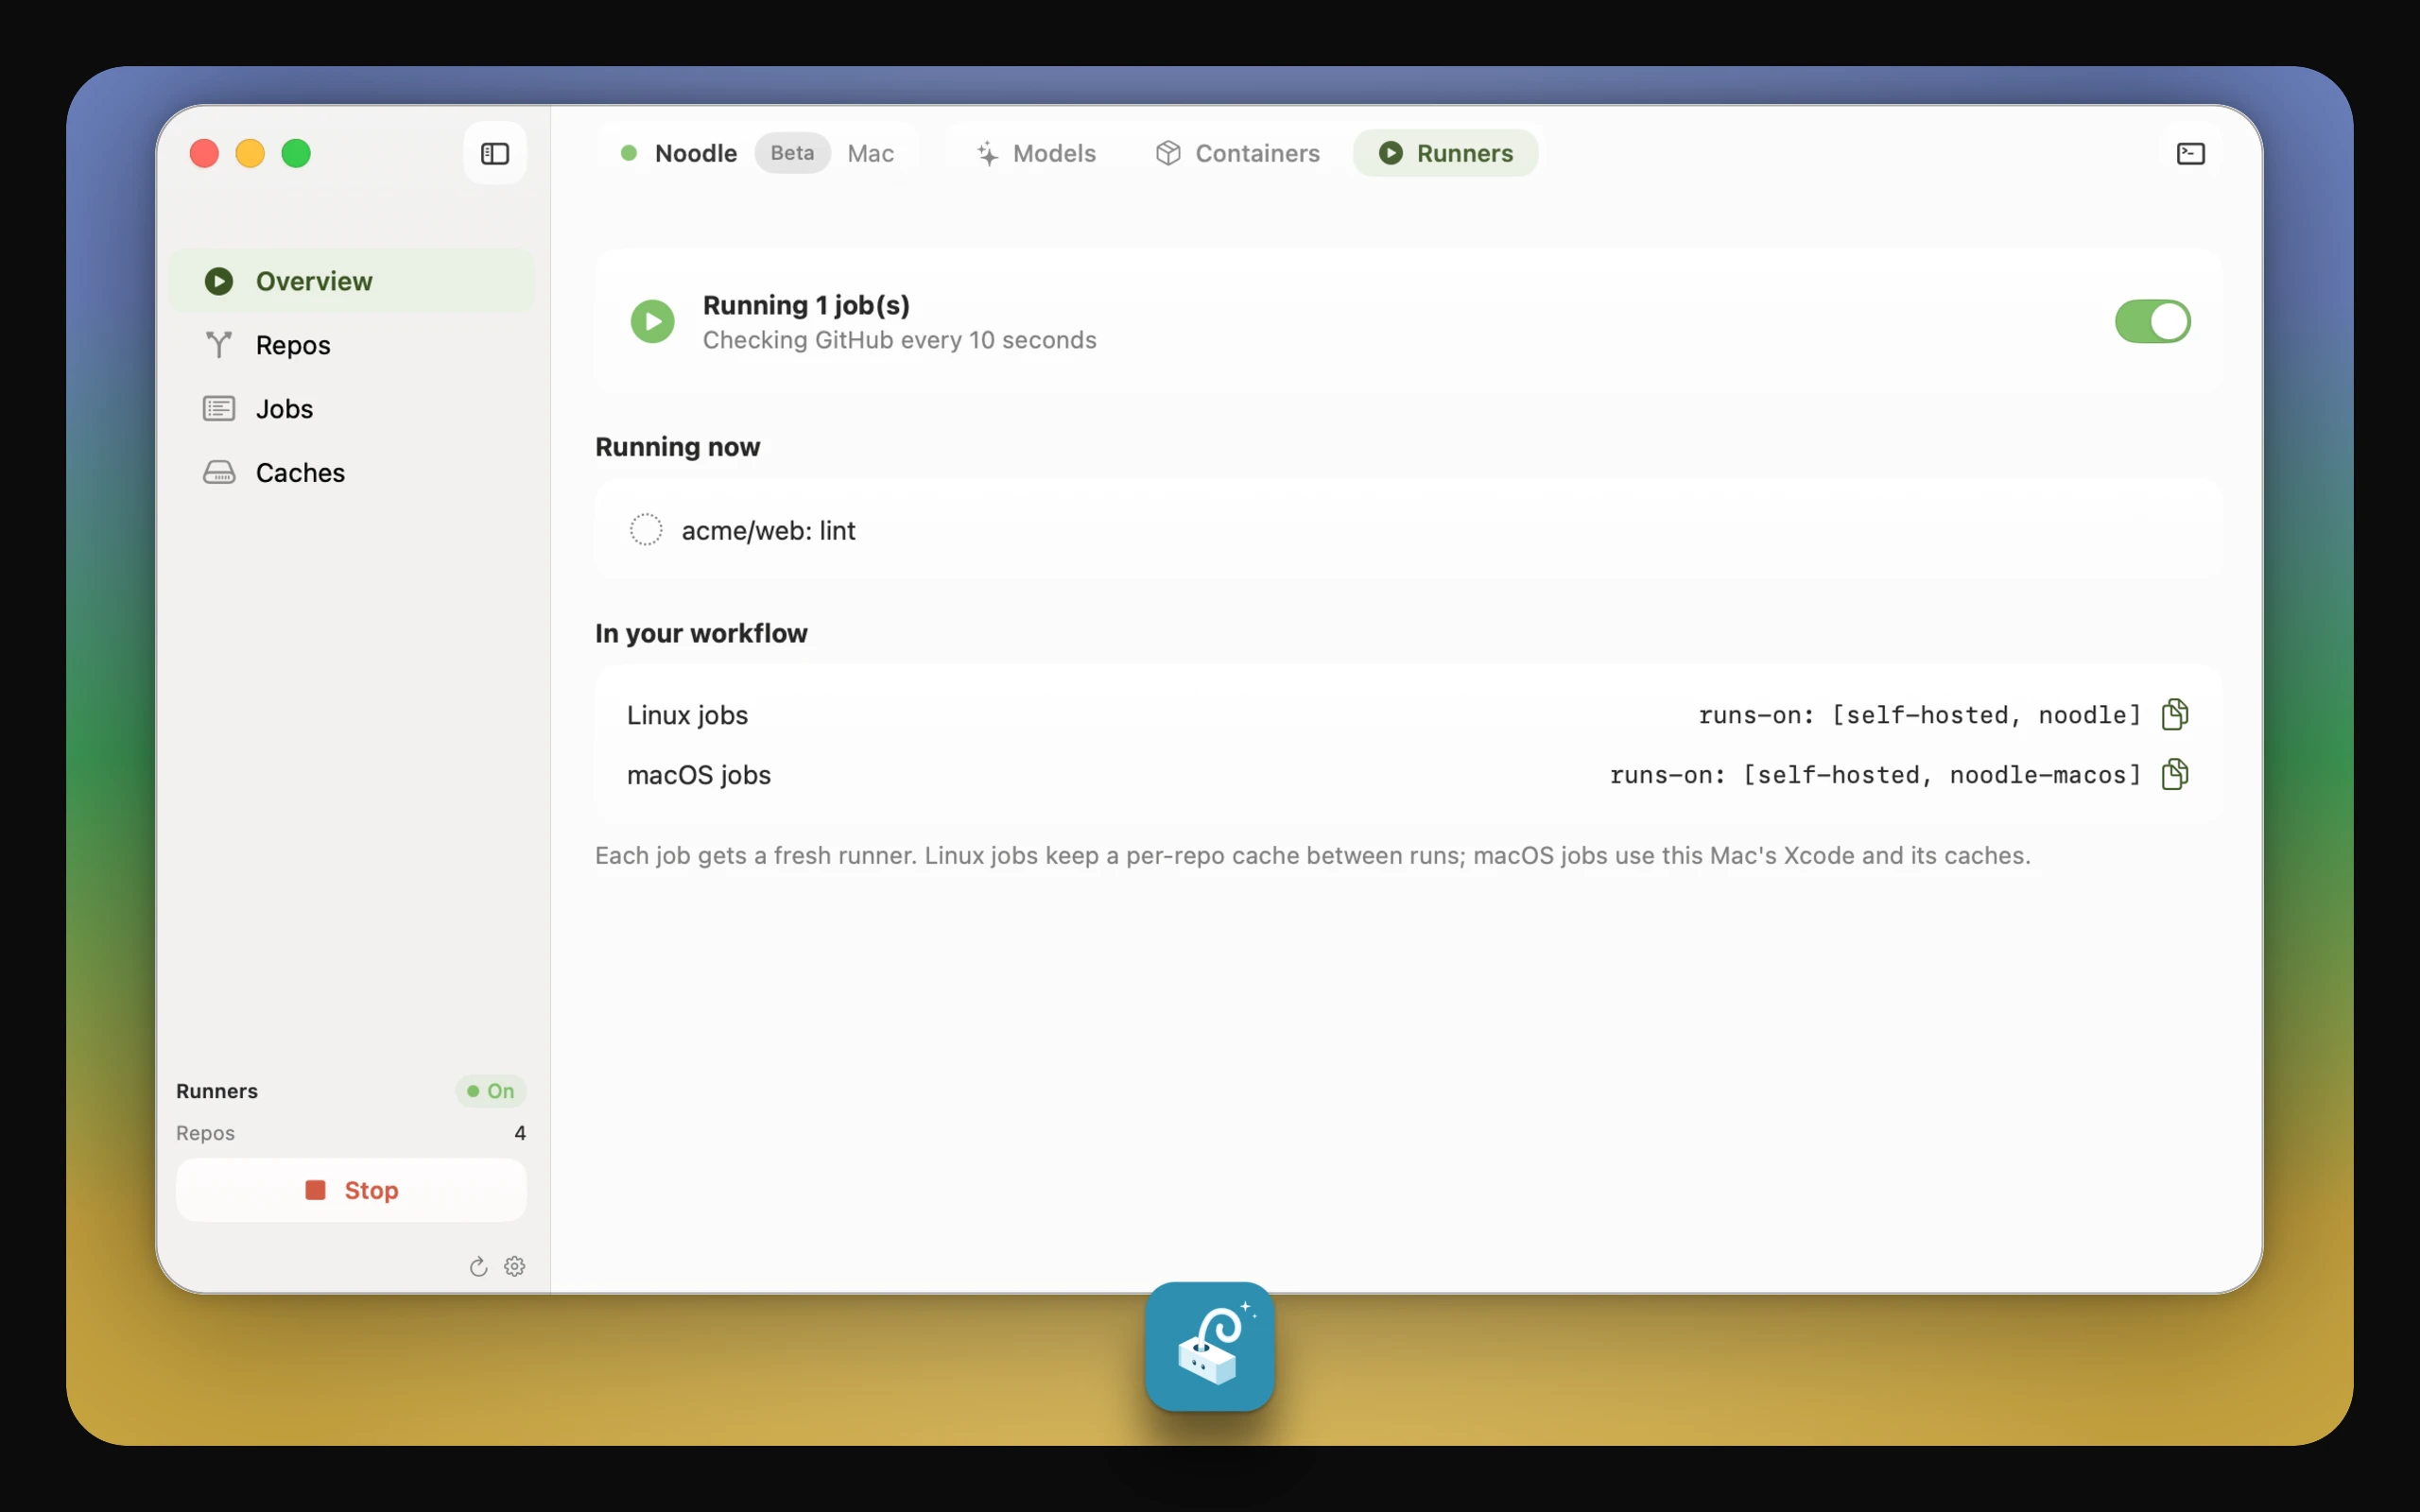 Noodle Beta Mac
Models
Containers
Runners
Overview
Repos
Jobs
Caches
Running 1 job(s)
Checking GitHub every 10 seconds
Running now
acme/web: lint
In your workflow
Linux jobs runs-on: [self-hosted, noodle]
macOS jobs runs-on: [self-hosted, noodle-macos]
Each job gets a fresh runner. Linux jobs keep a per-repo cache between runs; macOS jobs use this Mac's Xcode and its caches.
Runners On
Repos 4
Stop